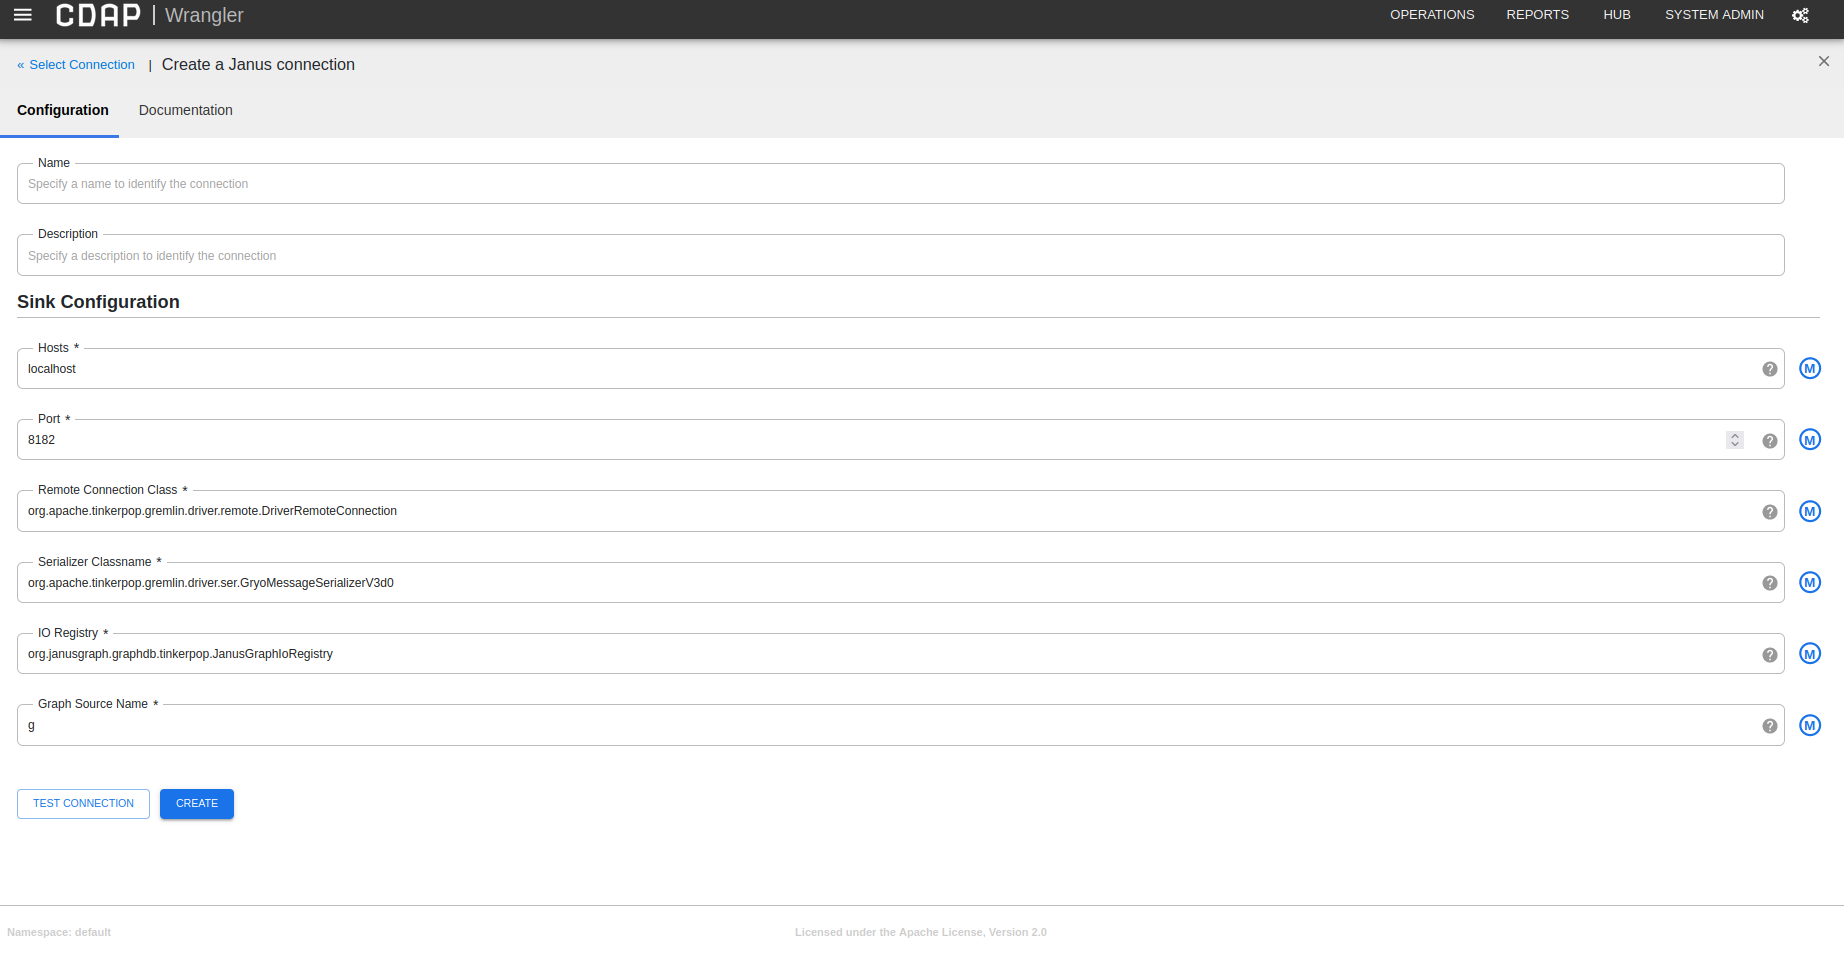 CDAP | Wrangler OPERATIONS REPORTS HUB SYSTEM ADMIN
« Select Connection | Create a Janus connection
Configuration Documentation
Name
Specify a name to identify the connection
Description
Specify a description to identify the connection
Sink Configuration
Hosts *
localhost ? M
Port *
8182 ? M
Remote Connection Class *
org.apache.tinkerpop.gremlin.driver.remote.DriverRemoteConnection ? M
Serializer Classname *
org.apache.tinkerpop.gremlin.driver.ser.GryoMessageSerializerV3d0 ? M
IO Registry *
org.janusgraph.graphdb.tinkerpop.JanusGraphIoRegistry ? M
Graph Source Name *
g ? M
TEST CONNECTION CREATE
Namespace: default Licensed under the Apache License, Version 2.0